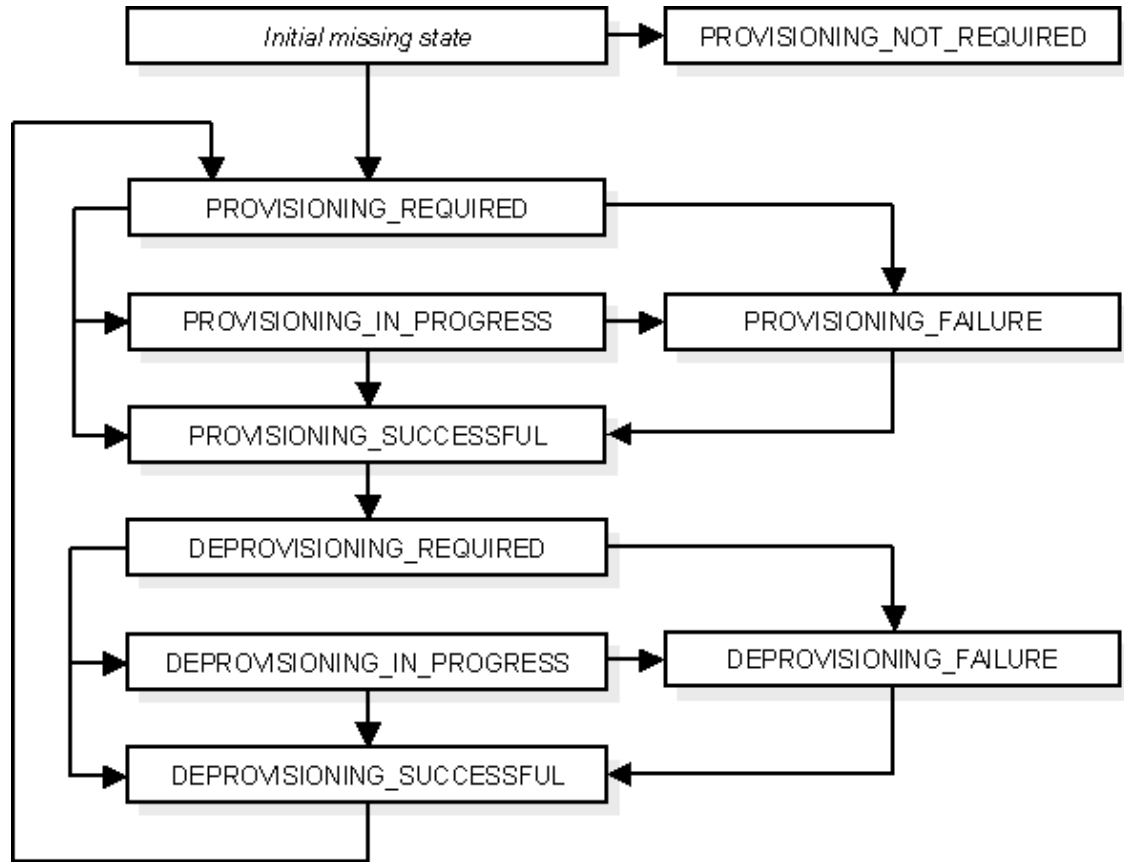 Initial missing state
PROVISIONING_NOT_REQUIRED
PROVISIONING_REQUIRED
PROVISIONING_IN_PROGRESS
PROVISIONING_FAILURE
PROVISIONING_SUCCESSFUL
DEPROVISIONING_REQUIRED
DEPROVISIONING_IN_PROGRESS
DEPROVISIONING_FAILURE
DEPROVISIONING_SUCCESSFUL